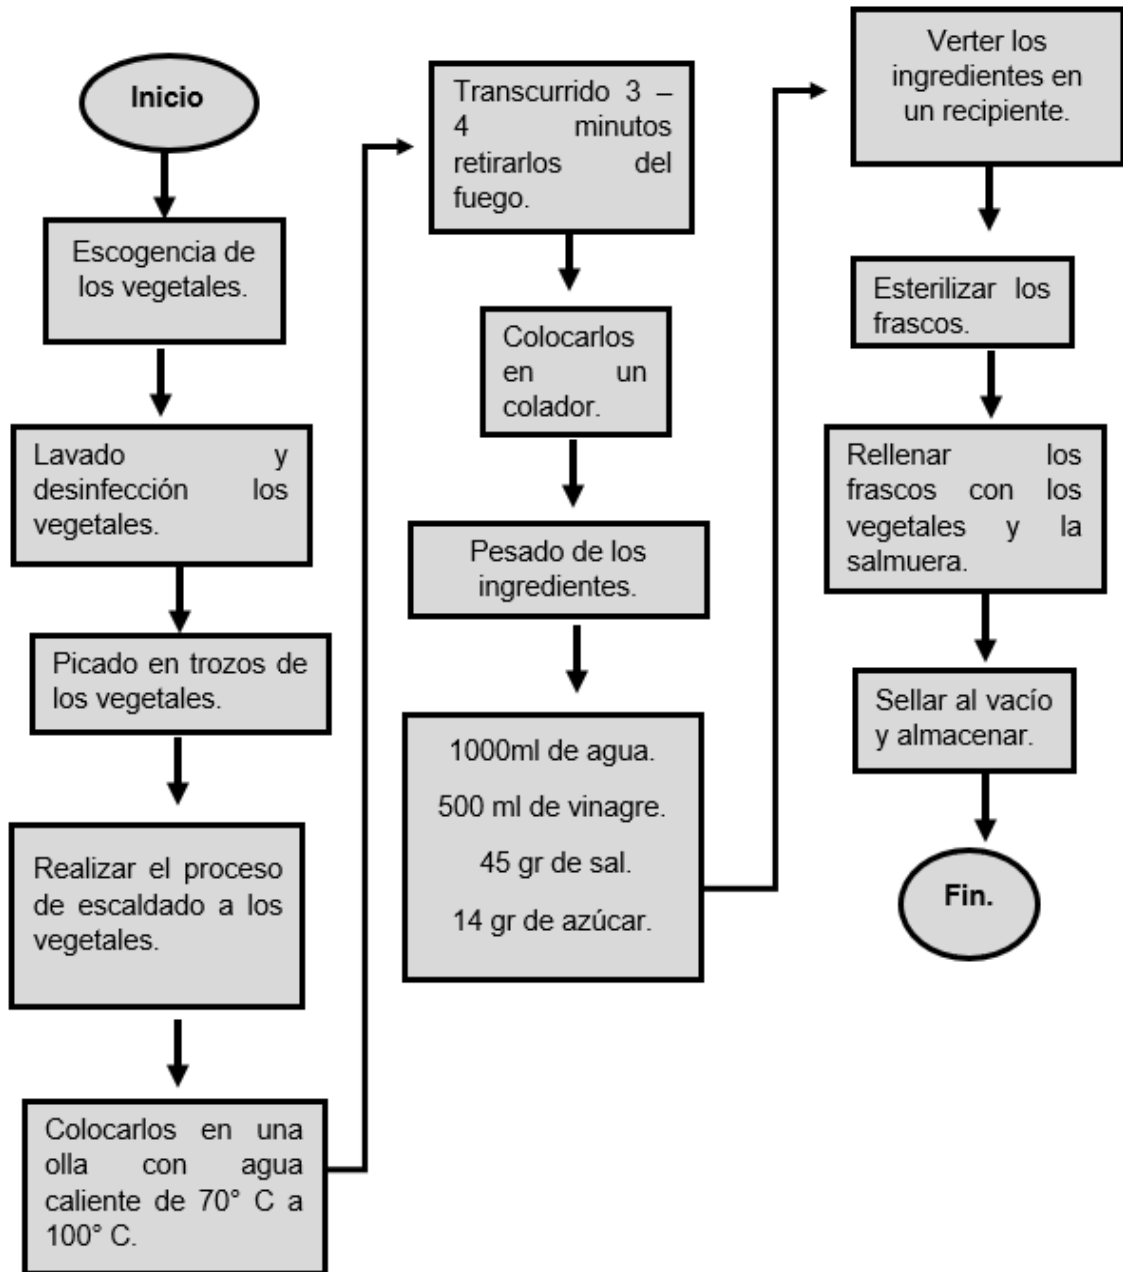 Inicio
Escogencia de
los vegetales.
Lavado y
desinfección los
vegetales.
Picado en trozos de
los vegetales.
Realizar el proceso
de escaldado a los
vegetales.
Colocarlos en una
olla con agua
caliente de 70° C a
100° C.
Transcurrido 3 –
4 minutos
retirarlos del
fuego.
Colocarlos
en un
colador.
Pesado de los
ingredientes.
1000ml de agua.
500 ml de vinagre.
45 gr de sal.
14 gr de azúcar.
Verter los
ingredientes en
un recipiente.
Esterilizar los
frascos.
Rellenar los
frascos con los
vegetales y la
salmuera.
Sellar al vacío
y almacenar.
Fin.